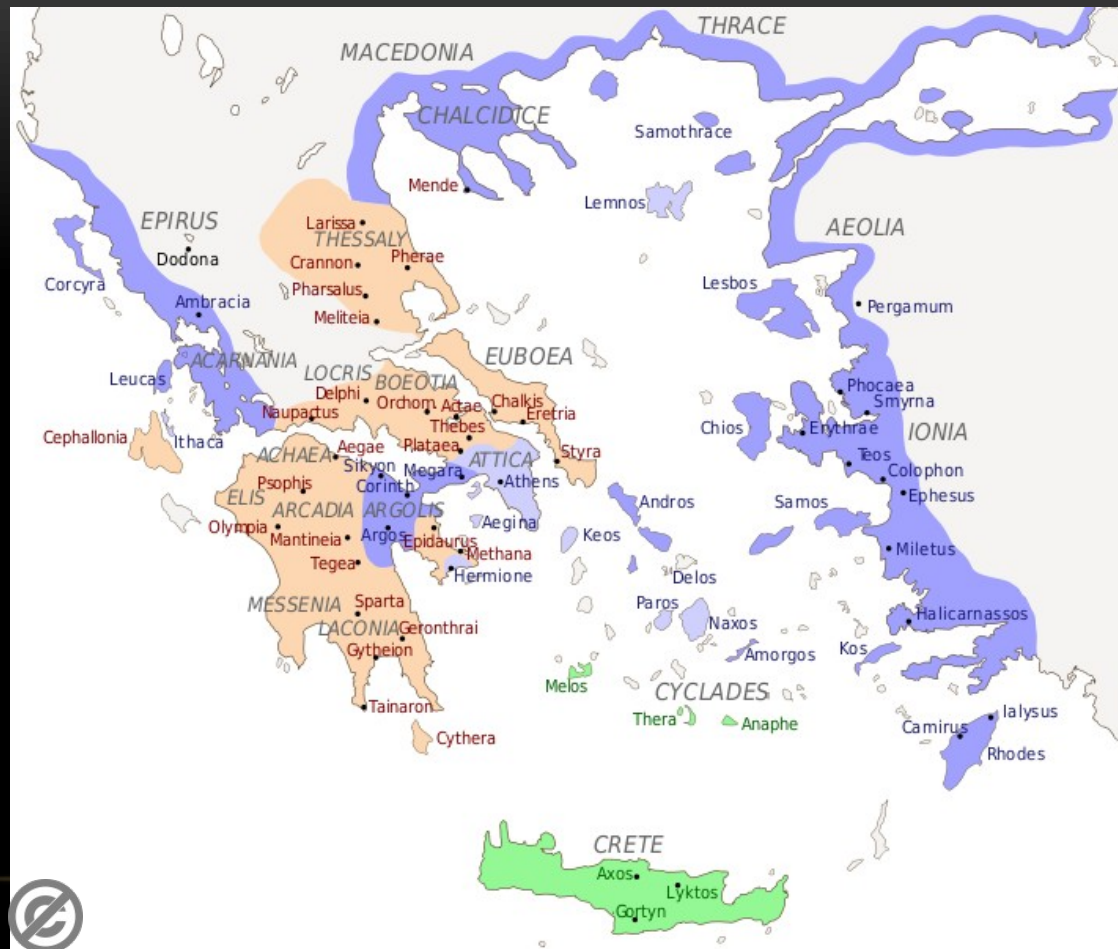 THRACE
MACEDONIA
CHALCIDICE
Samothrace
Mende
Lemnos
EPIRUS
Larissa
THESSALY
AEOLIA
Dodona
Crannon
Pherae
Corcyra
Lesbos
Pharsalus
Ambracia
Pergamum
Meliteia
ACARNANIA
EUBOEA
LOCRIS
BOEOTIA
Leucas
Phocaea
Delphi
Orchom
Actae
Chalkis
Smyrna
Naupactus
Eretria
Thebes
Chios
Erythrae
IONIA
Cephallonia
Ithaca
Plataea
ACHAEA
Aegae
Styra
Teos
Sikyon
Megara
ATTICA
Colophon
Psophis
Corinth
Athens
Ephesus
ELIS
ARCADIA
ARGOLIS
Andros
Samos
Olympia
Aegina
Mantineia
Argos
Epidaurus
Keos
Methana
Miletus
Tegea
Hermione
Delos
MESSENIA
Sparta
Paros
Halicarnassos
LACONIA
Geronthrai
Naxos
Gytheion
Amorgos
Kos
Melos
CYCLADES
Tainaron
Ialysus
Thera
Anaphe
Camirus
Cythera
Rhodes
CRETE
Axos
Lyktos
Gortyn